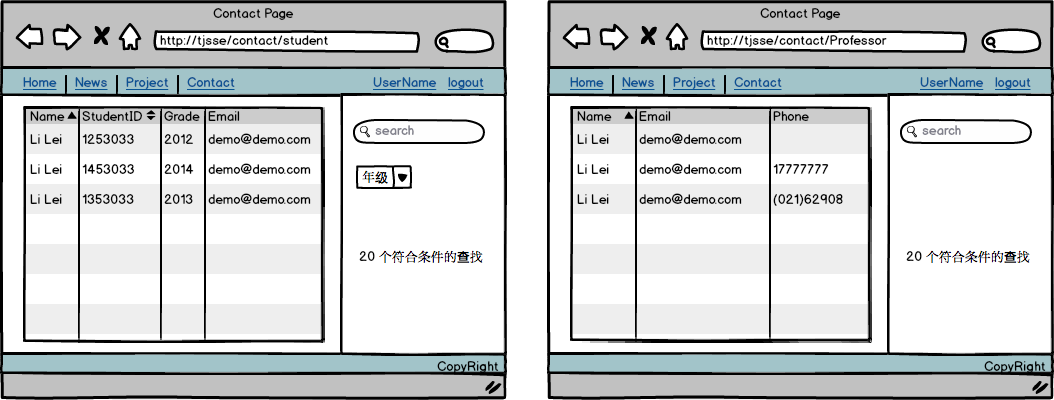 Contact Page
http://tjsse/contact/student
Home News Project Contact UserName logout
Name StudentID Grade Email
Li Lei 1253033 2012 demo@demo.com
Li Lei 1453033 2014 demo@demo.com
Li Lei 1353033 2013 demo@demo.com
search
年级
20 个符合条件的查找
CopyRight
Contact Page
http://tjsse/contact/Professor
Home News Project Contact UserName logout
Name Email Phone
Li Lei demo@demo.com
Li Lei demo@demo.com 17777777
Li Lei demo@demo.com (021)62908
search
20 个符合条件的查找
CopyRight